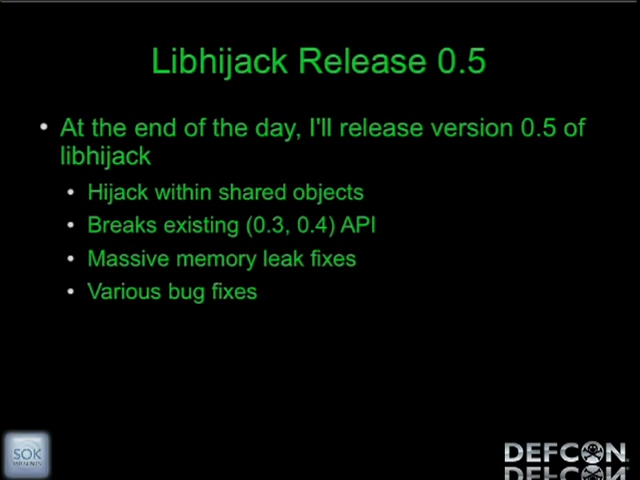 Libhijack Release 0.5
At the end of the day, I'll release version 0.5 of
libhijack
Hijack within shared objects
Breaks existing (0.3, 0.4) API
Massive memory leak fixes
Various bug fixes
SOK
DEFCON